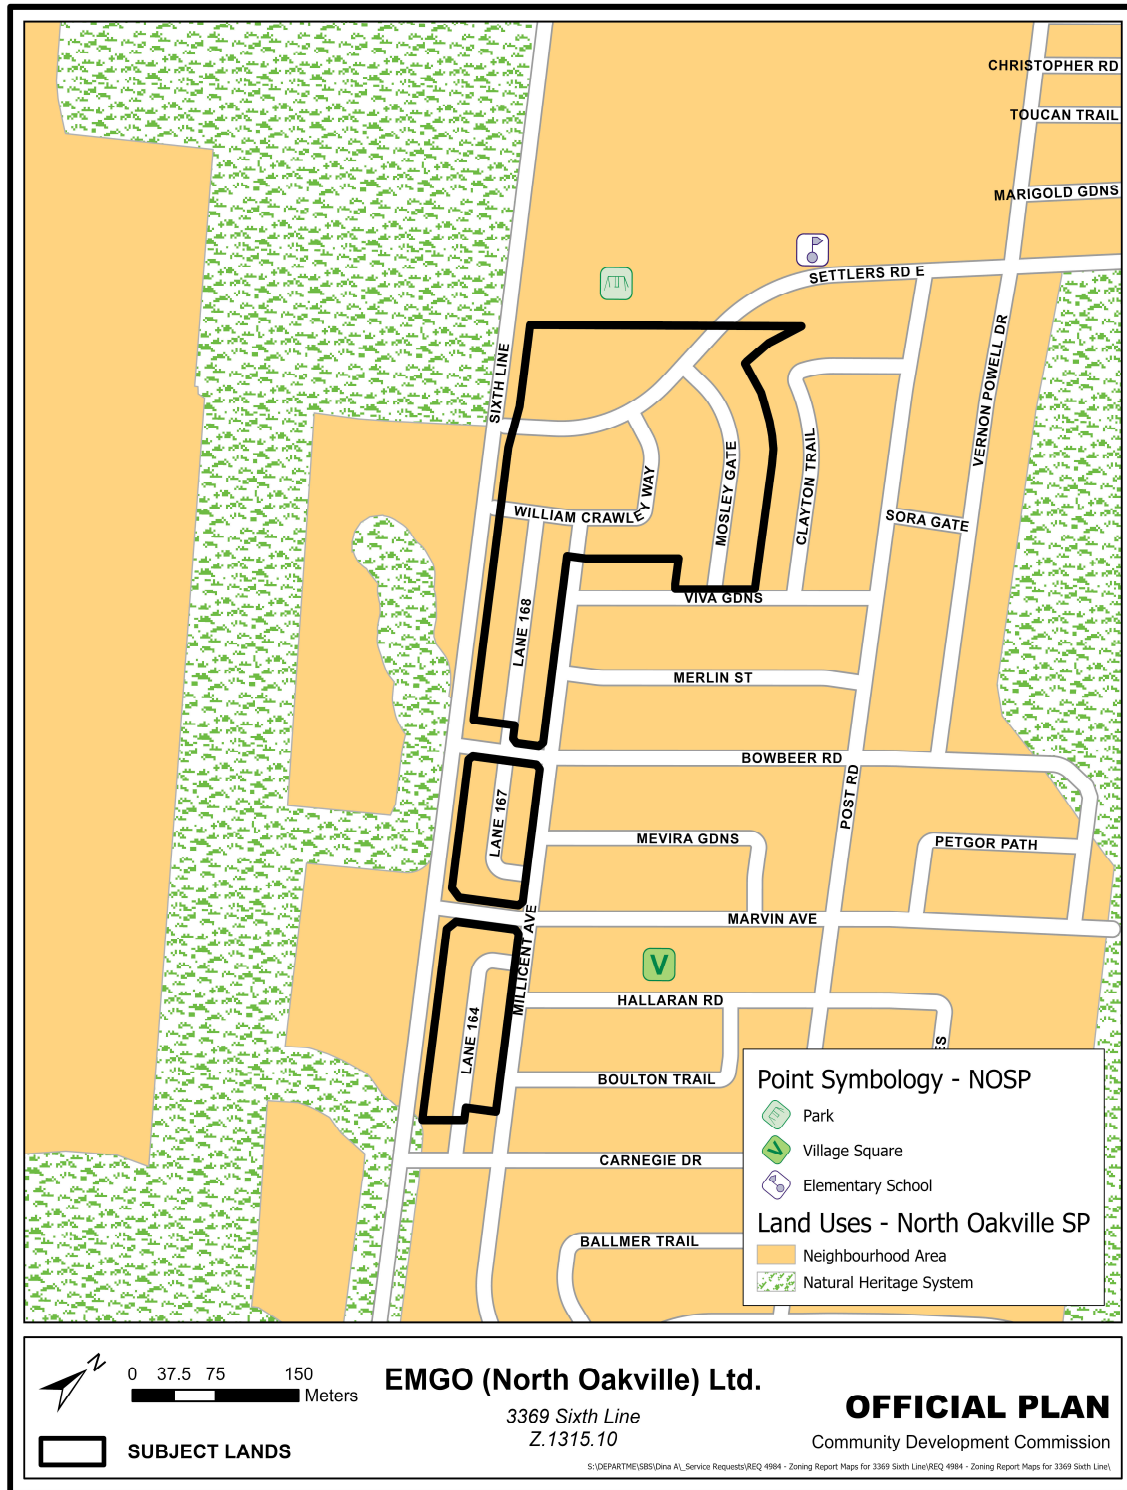 CHRISTOPHER RD
TOUCAN TRAIL
MARIGOLD GDNS
SETTLERS RD E
SIXTH LINE
VERNON POWELL DR
CLAYTON TRAIL
MOSLEY GATE
WILLIAM CRAWLEY WAY
SORA GATE
LANE 168
VIVA GDNS
MERLIN ST
BOWBEER RD
POST RD
LANE 167
MEVIRA GDNS
PETGOR PATH
MARVIN AVE
MILLICENT AVE
V
HALLARAN RD
LANE 164
ES
BOULTON TRAIL
CARNEGIE DR
BALLMER TRAIL
Point Symbology - NOSP
Park
V Village Square
Elementary School
Land Uses - North Oakville SP
Neighbourhood Area
Natural Heritage System
N
0 37.5 75 150
Meters
SUBJECT LANDS
EMGO (North Oakville) Ltd.
3369 Sixth Line
Z.1315.10
OFFICIAL PLAN
Community Development Commission
S:\DEPARTME\SBS\Dina A\_Service Requests\REQ 4984 - Zoning Report Maps for 3369 Sixth Line\REQ 4984 - Zoning Report Maps for 3369 Sixth Line\